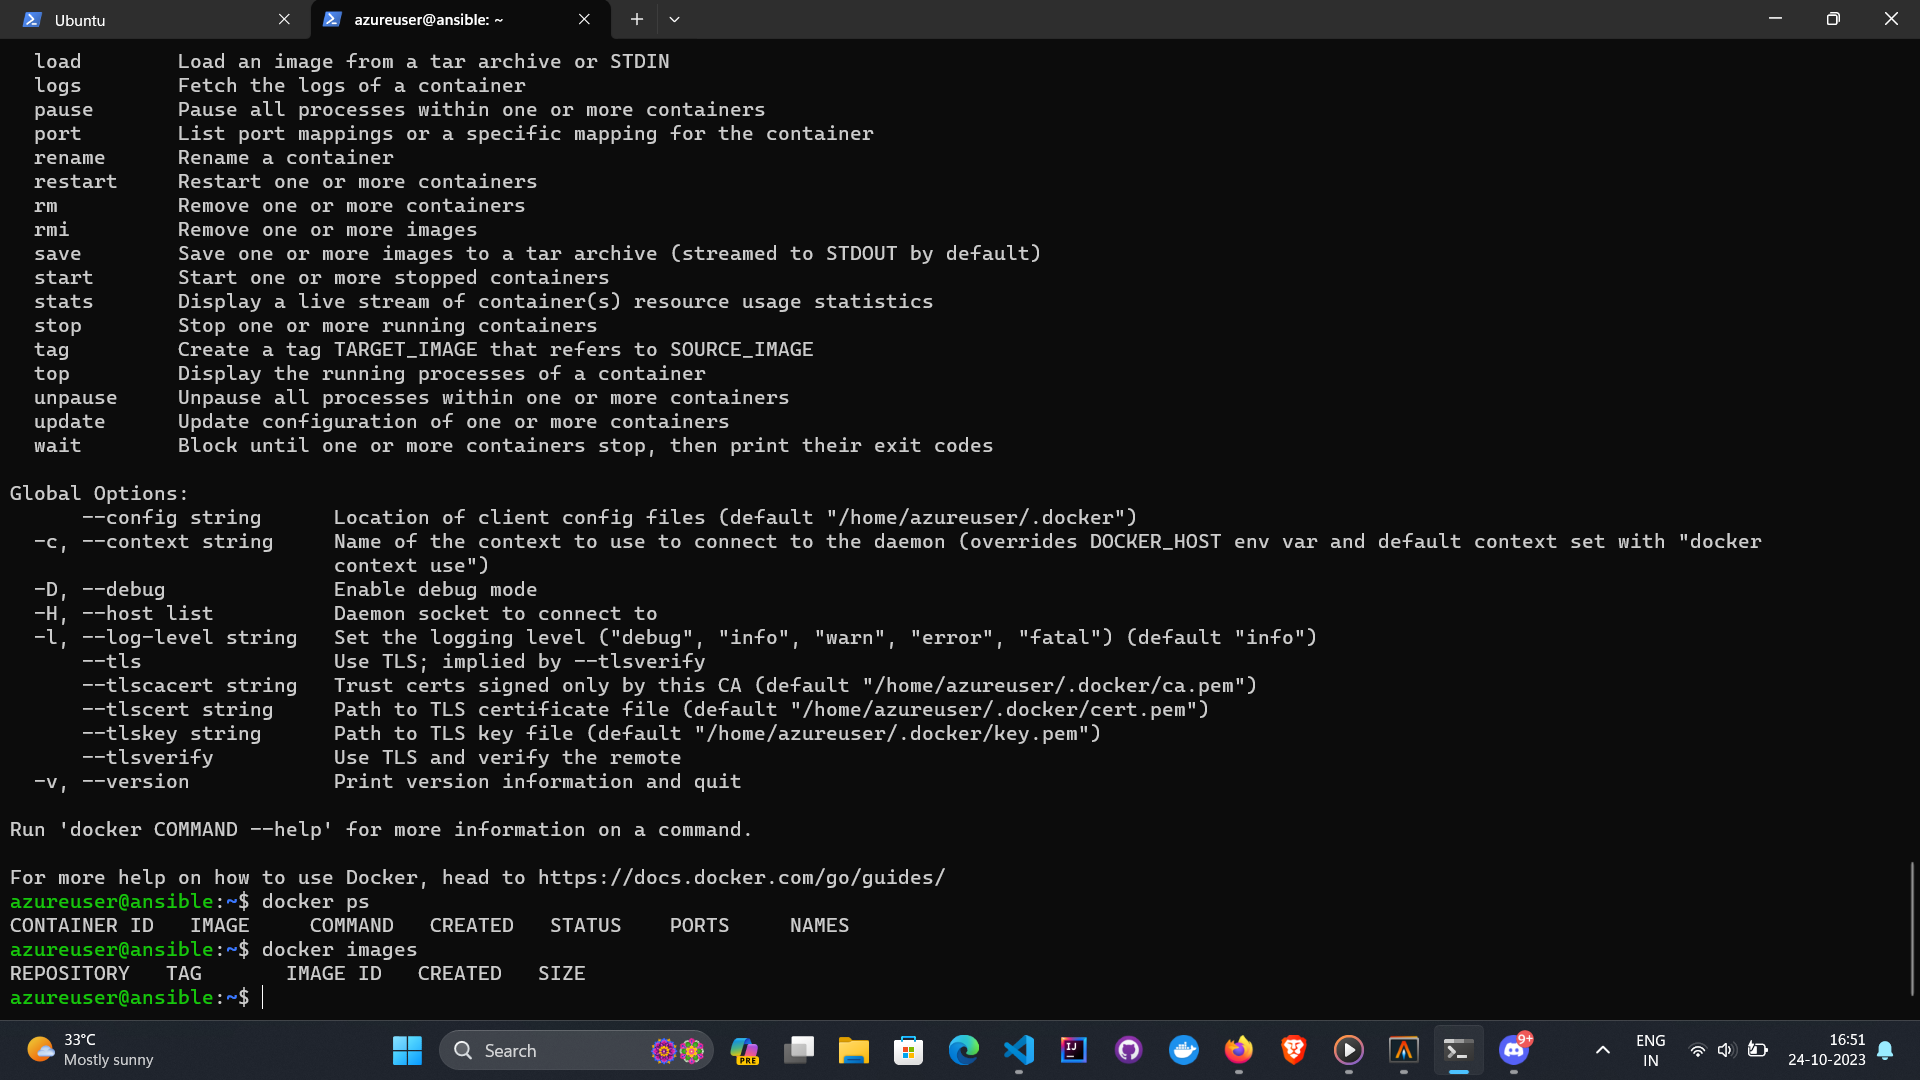 Ubuntu
azureuser@ansible: ~
load        Load an image from a tar archive or STDIN
logs        Fetch the logs of a container
pause       Pause all processes within one or more containers
port        List port mappings or a specific mapping for the container
rename      Rename a container
restart     Restart one or more containers
rm          Remove one or more containers
rmi         Remove one or more images
save        Save one or more images to a tar archive (streamed to STDOUT by default)
start       Start one or more stopped containers
stats       Display a live stream of container(s) resource usage statistics
stop        Stop one or more running containers
tag         Create a tag TARGET_IMAGE that refers to SOURCE_IMAGE
top         Display the running processes of a container
unpause     Unpause all processes within one or more containers
update      Update configuration of one or more containers
wait        Block until one or more containers stop, then print their exit codes
Global Options:
      --config string      Location of client config files (default "/home/azureuser/.docker")
  -c, --context string     Name of the context to use to connect to the daemon (overrides DOCKER_HOST env var and default context set with "docker
                           context use")
  -D, --debug              Enable debug mode
  -H, --host list          Daemon socket to connect to
  -l, --log-level string   Set the logging level ("debug", "info", "warn", "error", "fatal") (default "info")
      --tls                Use TLS; implied by --tlsverify
      --tlscacert string   Trust certs signed only by this CA (default "/home/azureuser/.docker/ca.pem")
      --tlscert string     Path to TLS certificate file (default "/home/azureuser/.docker/cert.pem")
      --tlskey string      Path to TLS key file (default "/home/azureuser/.docker/key.pem")
      --tlsverify          Use TLS and verify the remote
  -v, --version            Print version information and quit
Run 'docker COMMAND --help' for more information on a command.
For more help on how to use Docker, head to https://docs.docker.com/go/guides/
azureuser@ansible:~$ docker ps
CONTAINER ID   IMAGE     COMMAND   CREATED   STATUS    PORTS     NAMES
azureuser@ansible:~$ docker images
REPOSITORY   TAG       IMAGE ID   CREATED   SIZE
azureuser@ansible:~$
33°C
Mostly sunny
Search
PRE
IJ
9+
ENG
IN
16:51
24-10-2023